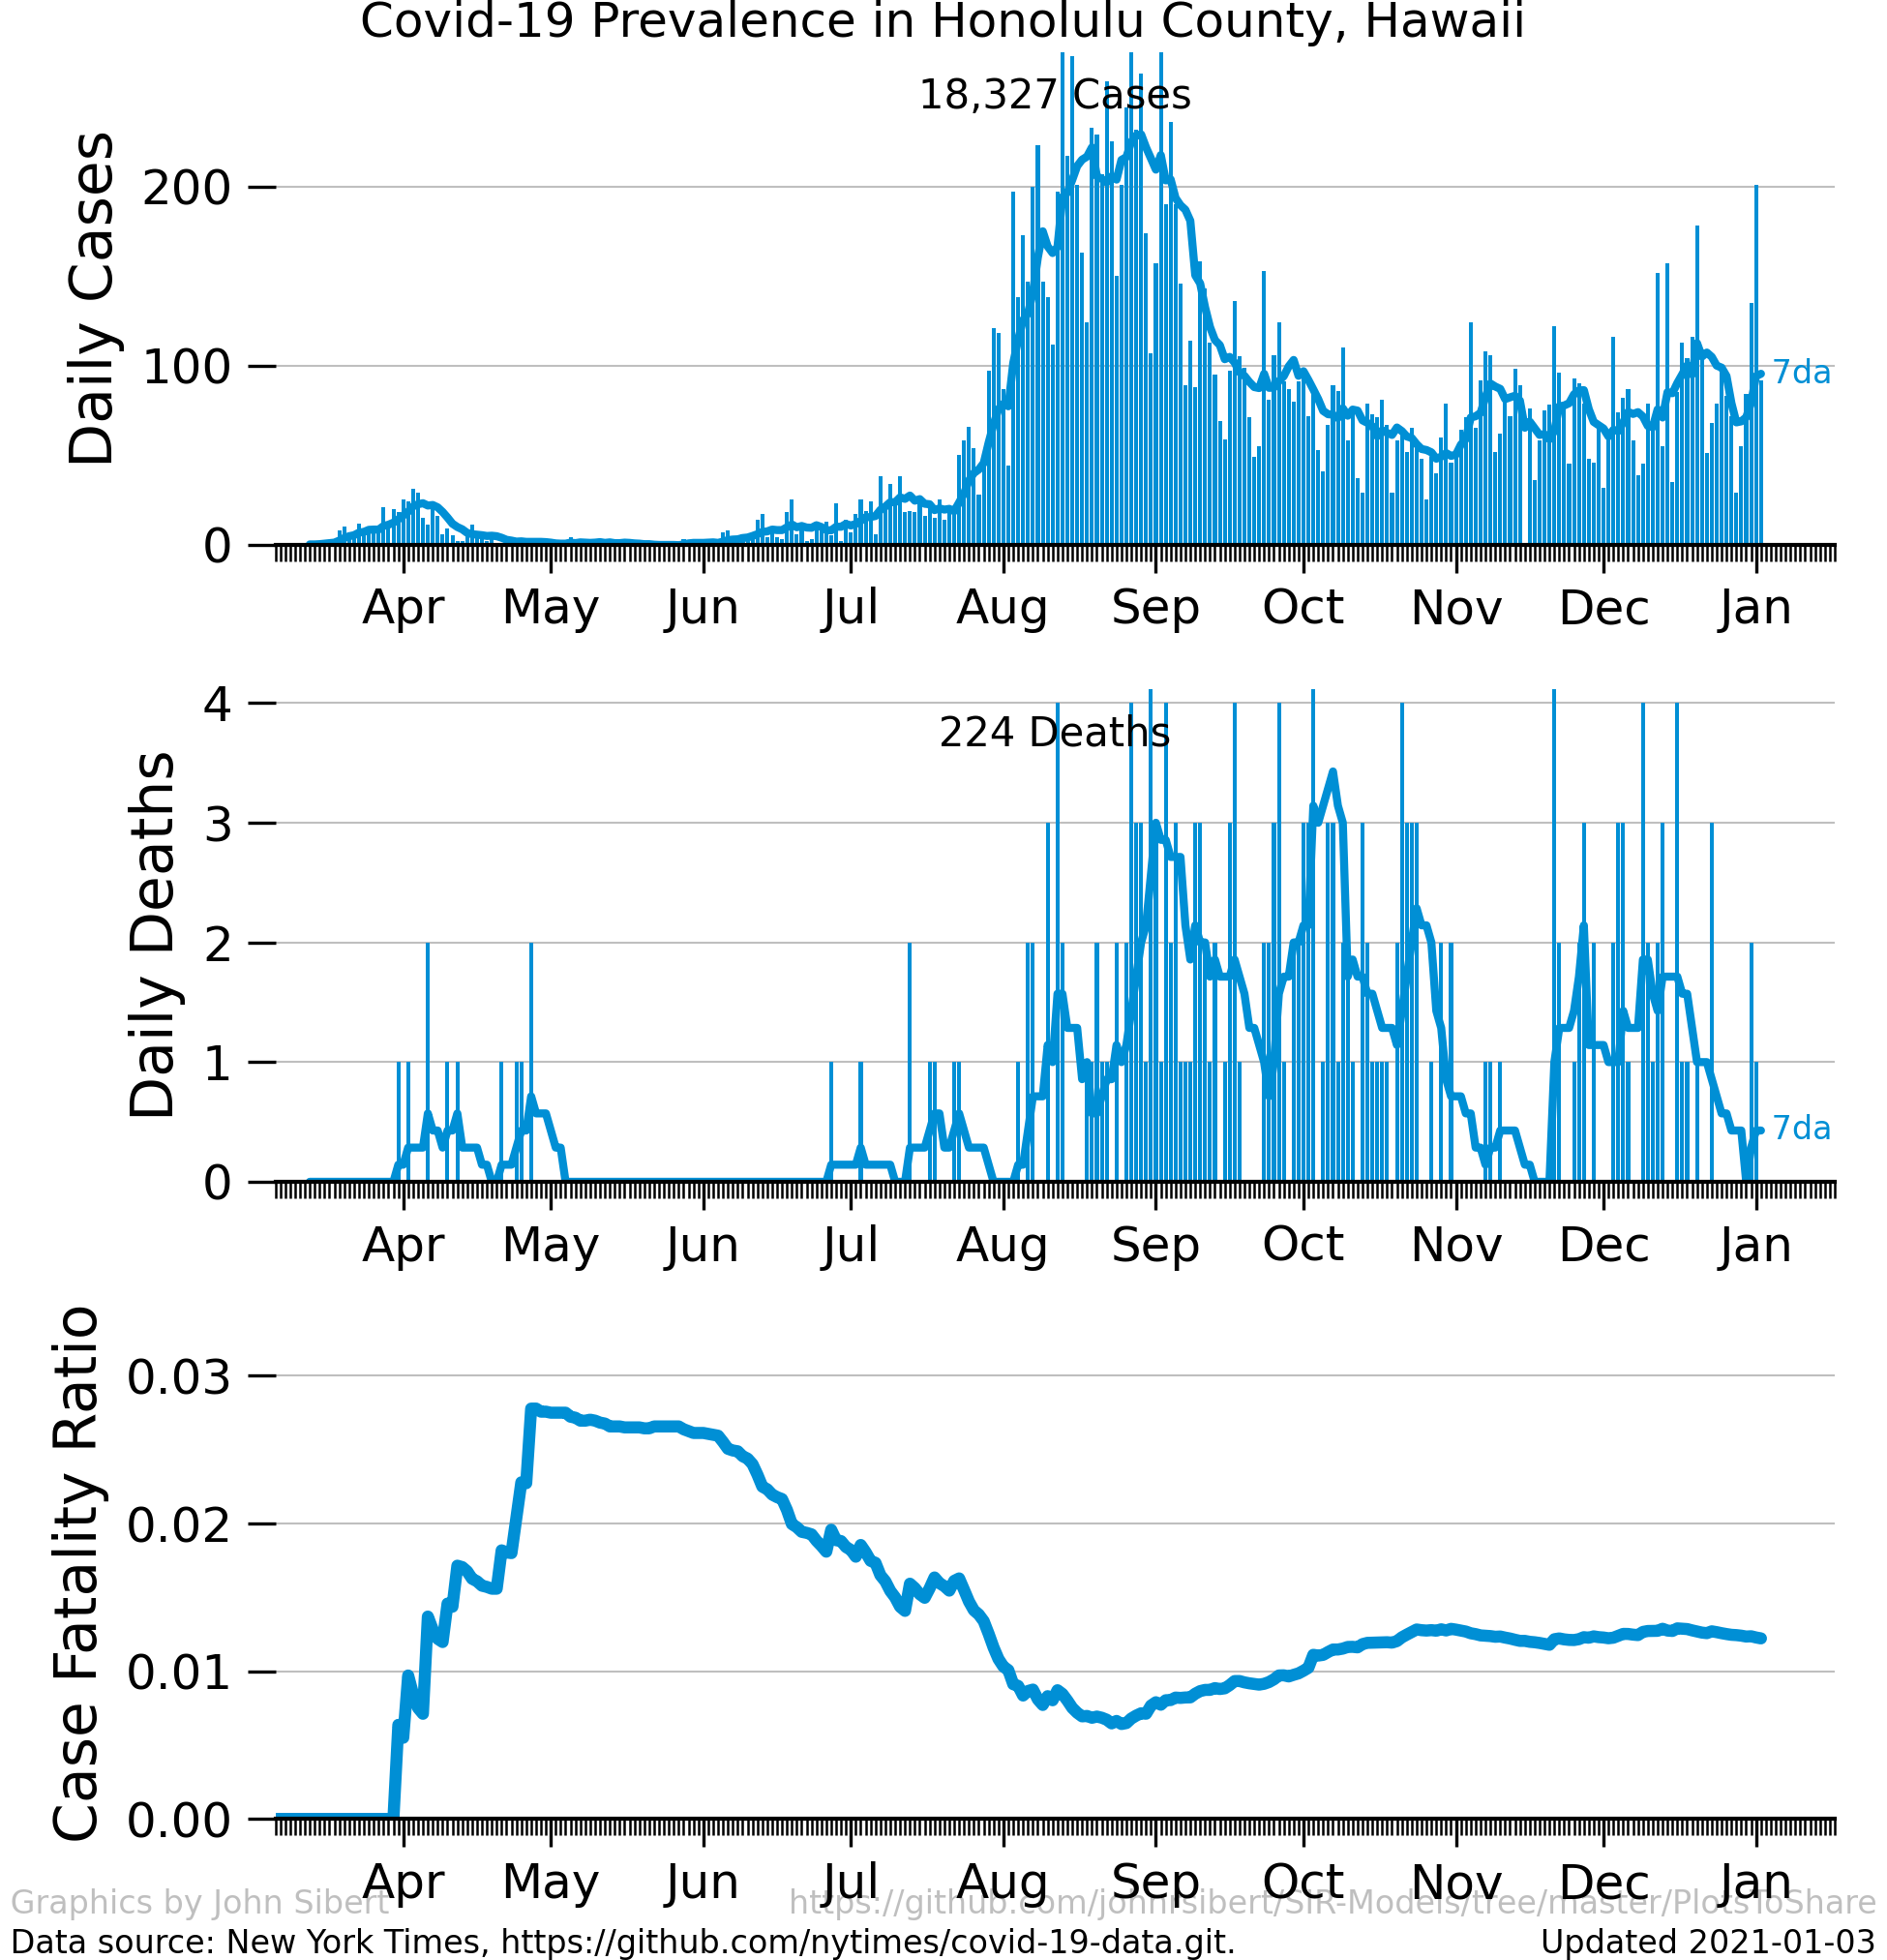 Covid-19 Prevalence in Honolulu County, Hawaii
18,327 Cases
Daily Cases
200
100
0
7da
Apr May Jun Jul Aug Sep Oct Nov Dec Jan
224 Deaths
Daily Deaths
4
3
2
1
0
7da
Apr May Jun Jul Aug Sep Oct Nov Dec Jan
Case Fatality Ratio
0.03
0.02
0.01
0.00
Apr May Jun Jul Aug Sep Oct Nov Dec Jan
Graphics by John Sibert https://github.com/johnrsibert/SIR-Models/tree/master/PlotsToShare
Data source: New York Times, https://github.com/nytimes/covid-19-data.git. Updated 2021-01-03